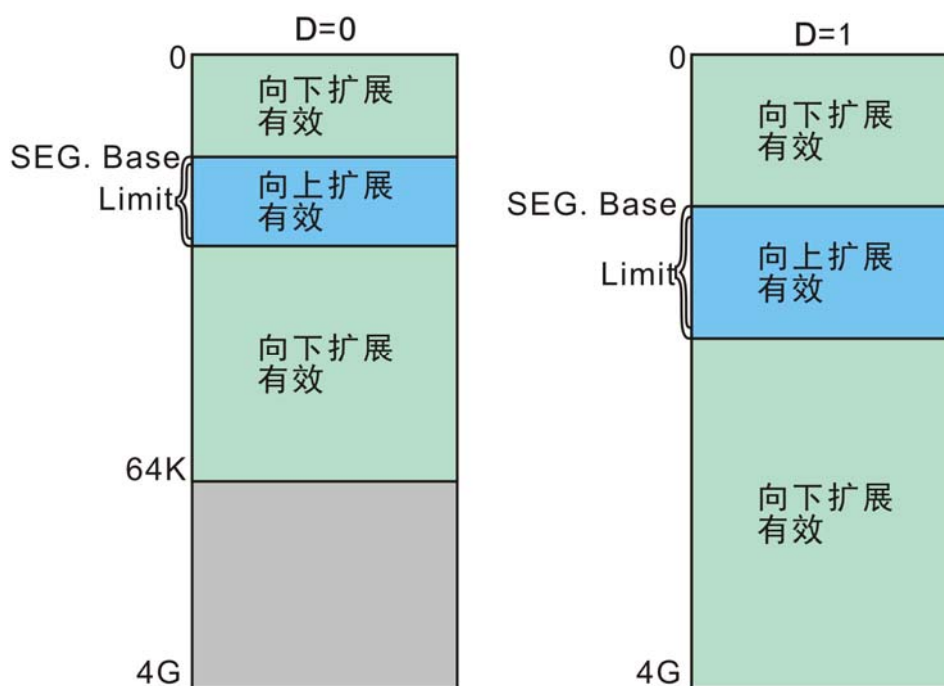 D=0
0
向下扩展
有效
SEG. Base
Limit
向上扩展
有效
向下扩展
有效
64K
4G
D=1
0
向下扩展
有效
SEG. Base
Limit
向上扩展
有效
向下扩展
有效
4G